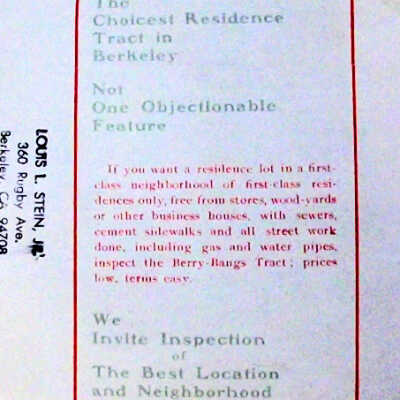 The
Choicest Residence
Tract in
Berkeley
Not
One Objectionable
Feature
If you want a residence lot in a first-
class neighborhood of first-class resi-
dences only, free from stores, wood-yards
or other business houses, with sewers,
cement sidewalks and all street work
done, including gas and water pipes,
inspect the Berry-Bangs Tract; prices
low, terms easy.
We
Invite Inspection
of
The Best Location
and Neighborhood
LOUIS L. STEIN, JR.
360 Rugby Ave.
Berkeley, CA 94708